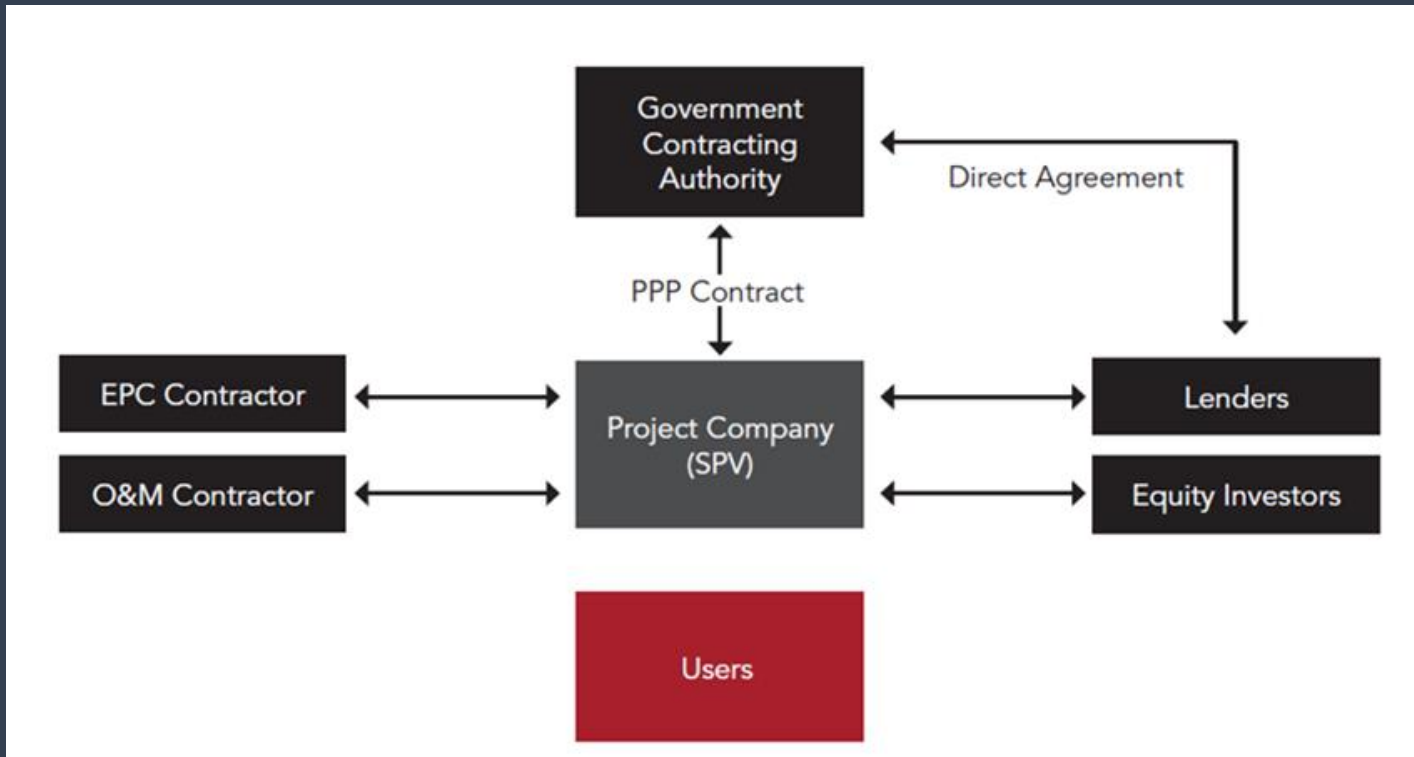 Government
Contracting
Authority
Direct Agreement
PPP Contract
EPC Contractor
Project Company
(SPV)
Lenders
O&M Contractor
Equity Investors
Users